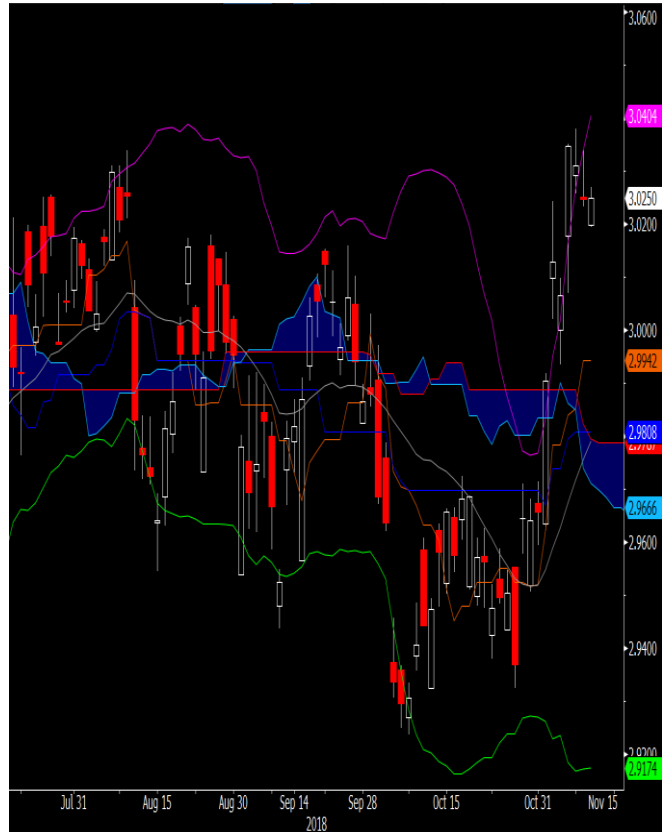 3.0600
3.0404
3.0250
3.0200
3.0000
2.9942
2.9808
2.9666
2.9600
2.9400
2.9174
Jul 31
Aug 15
Aug 30
Sep 14
Sep 28
Oct 15
Oct 31
Nov 15
2018